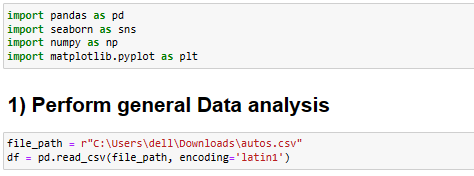 import pandas as pd
import seaborn as sns
import numpy as np
import matplotlib.pyplot as plt
1) Perform general Data analysis
file_path = r"C:\Users\dell\Downloads\autos.csv"
df = pd.read_csv(file_path, encoding='latin1')